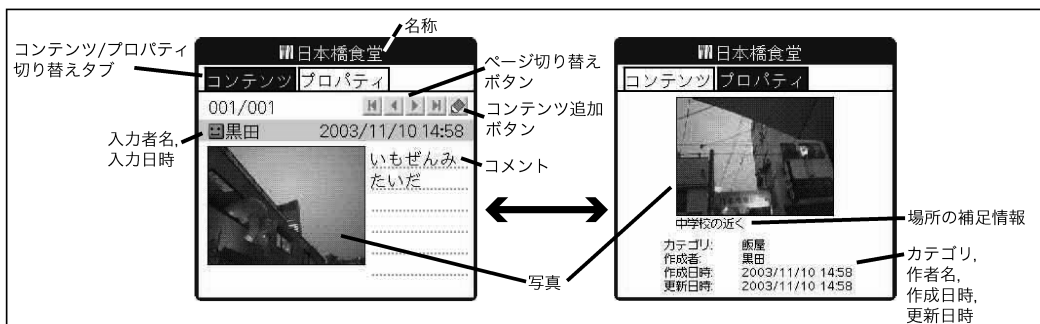 名称
コンテンツ/プロパティ
切り替えタブ
日本橋食堂
コンテンツ プロパティ
001/001
黒田 2003/11/10 14:58
いもぜんみ
たいだ
入力者名,
入力日時
ページ切り替え
ボタン
コンテンツ追加
ボタン
コメント
写真
日本橋食堂
コンテンツ プロパティ
中学校の近く
カテゴリ: 飯屋
作成者: 黒田
作成日時: 2003/11/10 14:58
更新日時: 2003/11/10 14:58
場所の補足情報
カテゴリ,
作者名,
作成日時,
更新日時